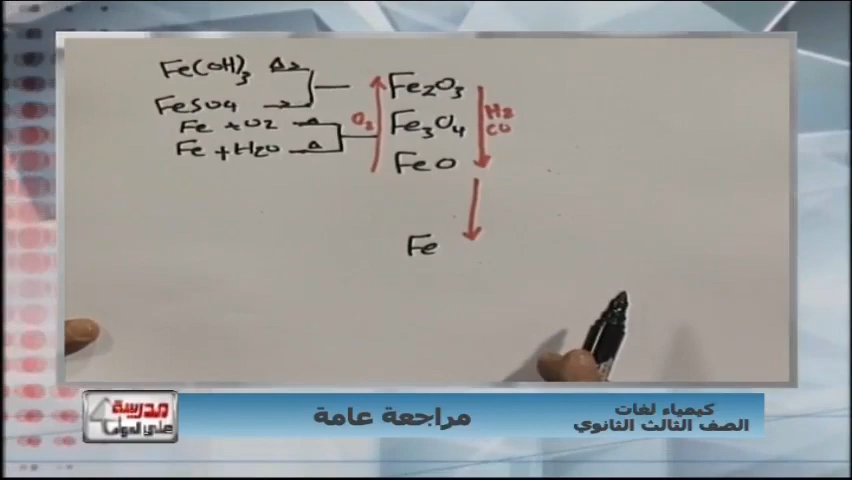 Fe(OH)₃ Δ→ Fe₂O₃
FeSO₄ →
Fe + O₂ Δ→ O₂ Fe₃O₄ H₂
CO
Fe + H₂O Δ→ FeO
Fe
مدرسة
على الهواء
مراجعة عامة
كيمياء لغات
الصف الثالث الثانوي